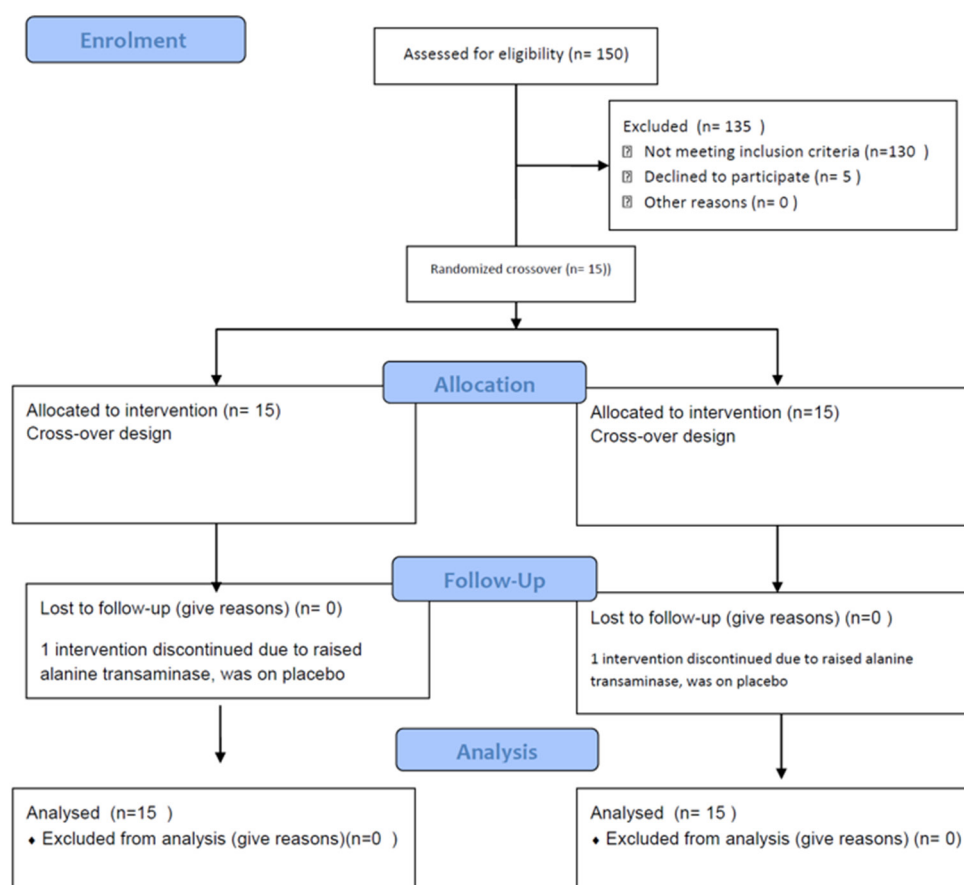 Enrolment
Assessed for eligibility (n= 150)
Excluded (n= 135 )
⍰ Not meeting inclusion criteria (n=130 )
⍰ Declined to participate (n= 5 )
⍰ Other reasons (n= 0 )
Randomized crossover (n= 15))
Allocation
Allocated to intervention (n= 15)
Cross-over design
Allocated to intervention (n=15)
Cross-over design
Follow-Up
Lost to follow-up (give reasons) (n= 0)
1 intervention discontinued due to raised
alanine transaminase, was on placebo
Lost to follow-up (give reasons) (n=0 )
1 intervention discontinued due to raised alanine
transaminase, was on placebo
Analysis
Analysed (n=15 )
♦ Excluded from analysis (give reasons)(n=0 )
Analysed (n= 15 )
♦ Excluded from analysis (give reasons) (n= 0)